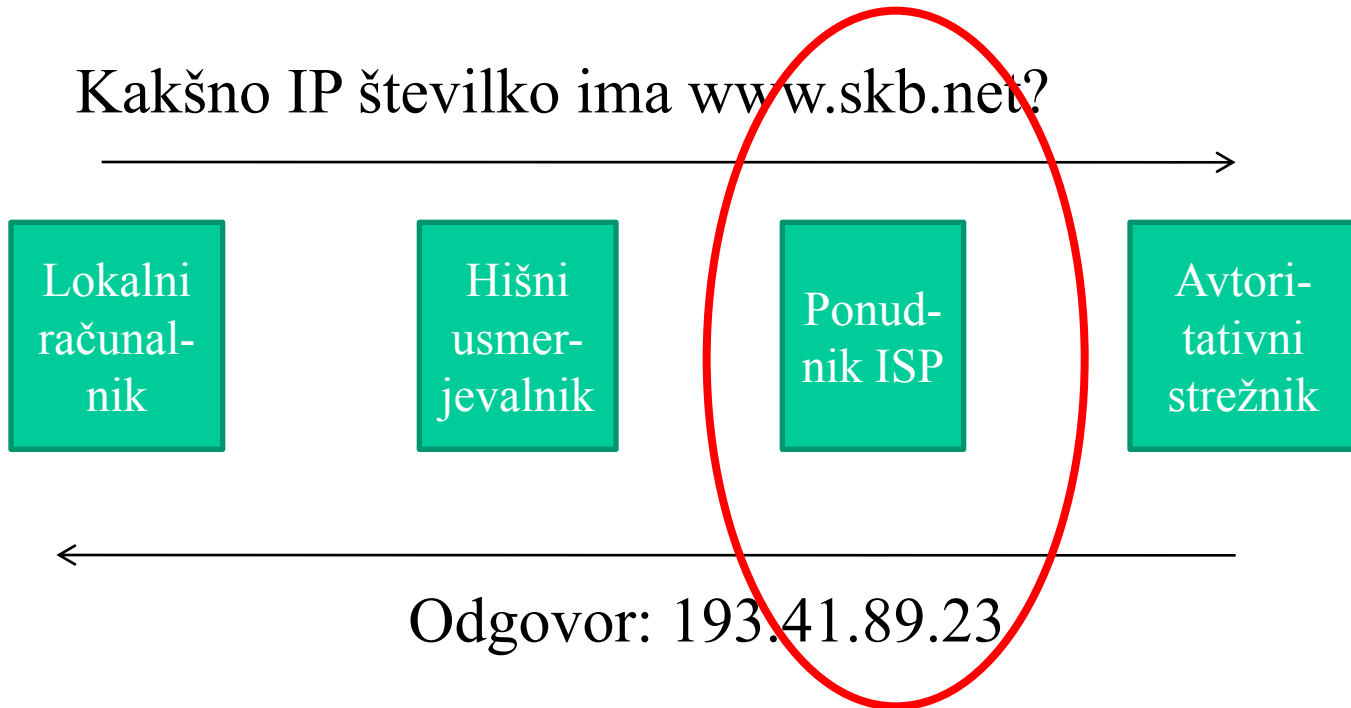 Kakšno IP številko ima www.skb.net?
Lokalni
računal-
nik
Hišni
usmer-
jevalnik
Ponud-
nik ISP
Avtori-
tativni
strežnik
Odgovor: 193.41.89.23